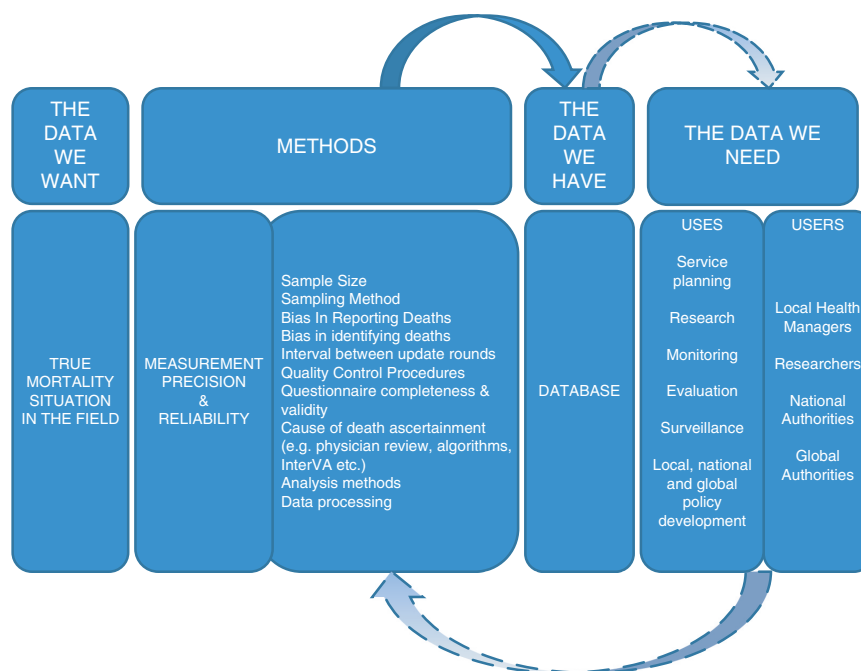 THE
DATA
WE
WANT
METHODS
THE
DATA
WE
HAVE
THE DATA WE
NEED
TRUE
MORTALITY
SITUATION
IN THE FIELD
MEASUREMENT
PRECISION
&
RELIABILITY
Sample Size
Sampling Method
Bias In Reporting Deaths
Bias in identifying deaths
Interval between update rounds
Quality Control Procedures
Questionnaire completeness &
validity
Cause of death ascertainment
(e.g. physician review, algorithms,
InterVA etc.)
Analysis methods
Data processing
DATABASE
USES
Service
planning
Research
Monitoring
Evaluation
Surveillance
Local, national
and global
policy
development
USERS
Local Health
Managers
Researchers
National
Authorities
Global
Authorities